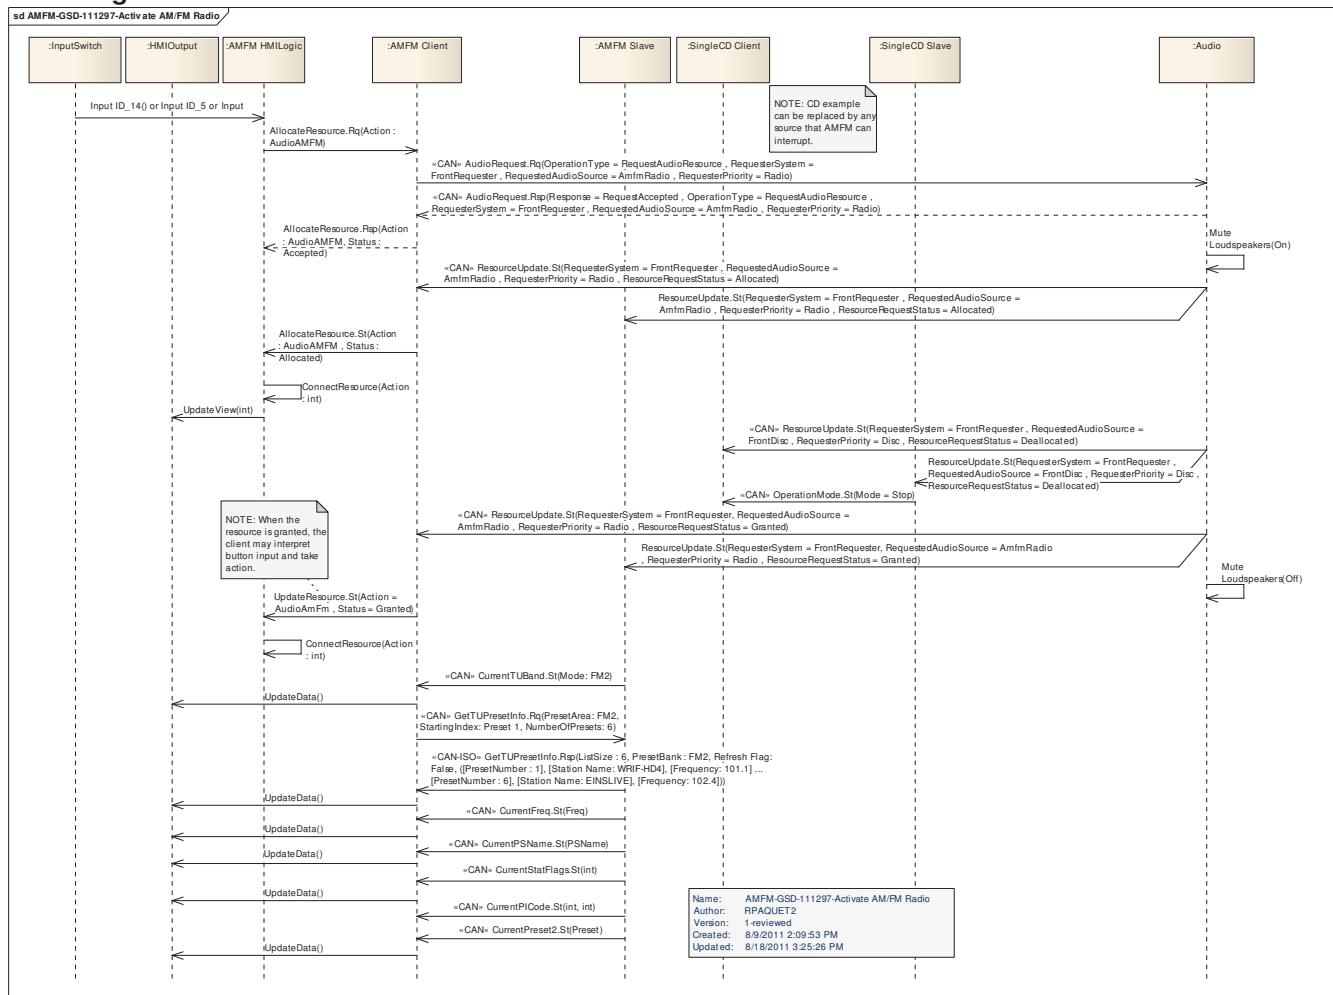 sd AMFM-GSD-111297-Activate AM/FM Radio
:InputSwitch
:HMIOutput
:AMFM HMILogic
:AMFM Client
:AMFM Slave
:SingleCD Client
:SingleCD Slave
:Audio
NOTE: CD example
can be replaced by any
source that AMFM can
interrupt.
Input ID_14() or Input ID_5 or Input
AllocateResource.Rq(Action :
AudioAMFM)
«CAN» AudioRequest.Rq(OperationType = RequestAudioResource , RequesterSystem =
FrontRequester , RequestedAudioSource = AmfmRadio , RequesterPriority = Radio)
«CAN» AudioRequest.Rsp(Response = RequestAccepted , OperationType = RequestAudioResource ,
RequesterSystem = FrontRequester , RequestedAudioSource = AmfmRadio , RequesterPriority = Radio)
AllocateResource.Rsp(Action
: AudioAMFM, Status :
Accepted)
Mute
Loudspeakers(On)
«CAN» ResourceUpdate.St(RequesterSystem = FrontRequester , RequestedAudioSource =
AmfmRadio , RequesterPriority = Radio , ResourceRequestStatus = Allocated)
ResourceUpdate.St(RequesterSystem = FrontRequester , RequestedAudioSource =
AmfmRadio , RequesterPriority = Radio , ResourceRequestStatus = Allocated)
AllocateResource.St(Action
: AudioAMFM , Status :
Allocated)
ConnectResource(Action
: int)
UpdateView(int)
«CAN» ResourceUpdate.St(RequesterSystem = FrontRequester , RequestedAudioSource =
FrontDisc , RequesterPriority = Disc , ResourceRequestStatus = Deallocated)
ResourceUpdate.St(RequesterSystem = FrontRequester ,
RequestedAudioSource = FrontDisc , RequesterPriority = Disc ,
ResourceRequestStatus = Deallocated)
«CAN» OperationMode.St(Mode = Stop)
NOTE: When the
resource is granted, the
client may interpret
button input and take
action.
«CAN» ResourceUpdate.St(RequesterSystem = FrontRequester, RequestedAudioSource =
AmfmRadio , RequesterPriority = Radio , ResourceRequestStatus = Granted)
ResourceUpdate.St(RequesterSystem = FrontRequester, RequestedAudioSource = AmfmRadio
, RequesterPriority = Radio , ResourceRequestStatus = Granted)
Mute
Loudspeakers(Off)
UpdateResource.St(Action =
AudioAmFm , Status = Granted)
ConnectResource(Action
: int)
«CAN» CurrentTUBand.St(Mode: FM2)
UpdateData()
«CAN» GetTUPresetInfo.Rq(PresetArea: FM2,
StartingIndex: Preset 1, NumberOfPresets: 6)
«CAN-ISO» GetTUPresetInfo.Rsp(ListSize : 6, PresetBank : FM2, Refresh Flag:
False, ([PresetNumber : 1], [Station Name: WRIF-HD4], [Frequency: 101.1] ...
[PresetNumber : 6], [Station Name: EINSLIVE], [Frequency: 102.4]))
UpdateData()
«CAN» CurrentFreq.St(Freq)
UpdateData()
«CAN» CurrentPSName.St(PSName)
UpdateData()
«CAN» CurrentStatFlags.St(int)
UpdateData()
«CAN» CurrentPICode.St(int, int)
«CAN» CurrentPreset2.St(Preset)
UpdateData()
Name: AMFM-GSD-111297-Activate AM/FM Radio
Author: RPAQUET2
Version: 1-reviewed
Created: 8/9/2011 2:09:53 PM
Updated: 8/18/2011 3:25:26 PM